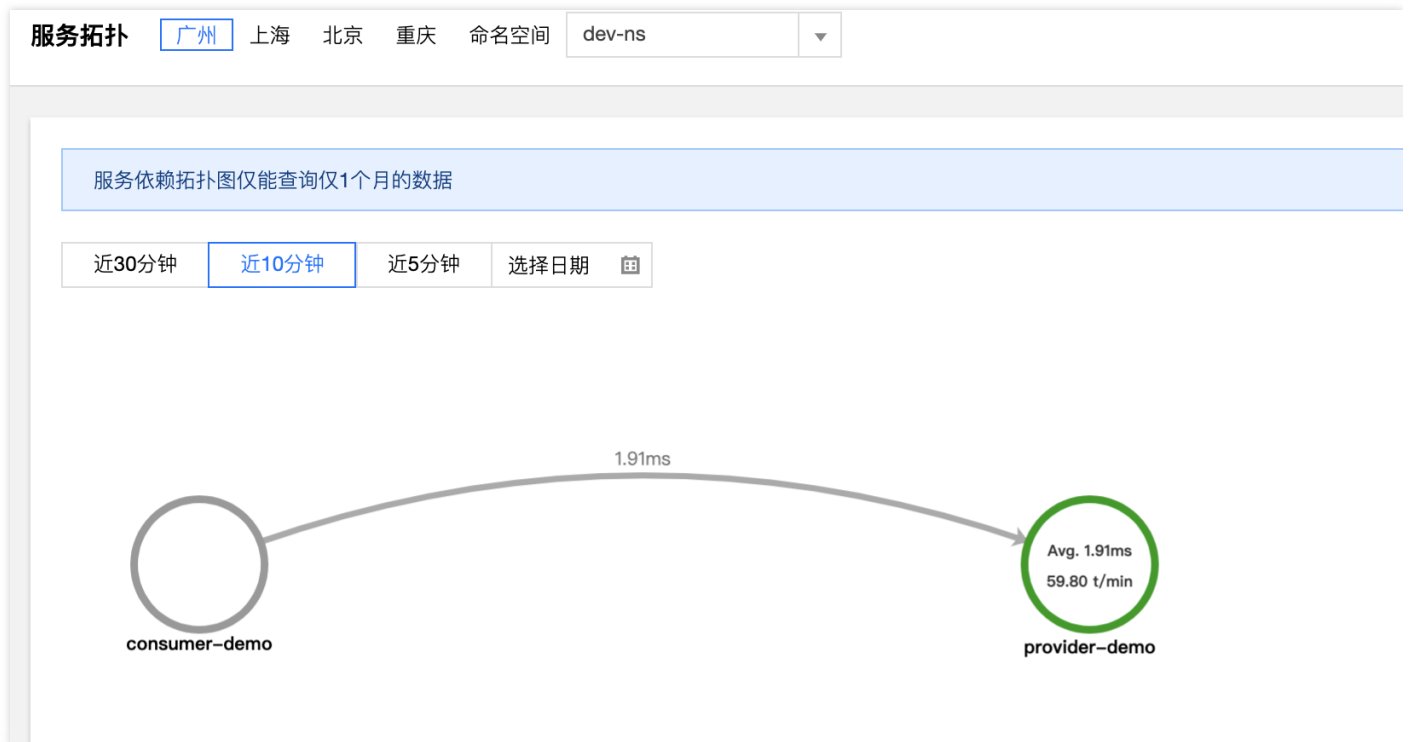 服务拓扑 广州 上海 北京 重庆 命名空间 dev-ns
服务依赖拓扑图仅能查询仅1个月的数据
近30分钟 近10分钟 近5分钟 选择日期
1.91ms
Avg. 1.91ms
59.80 t/min
consumer-demo
provider-demo